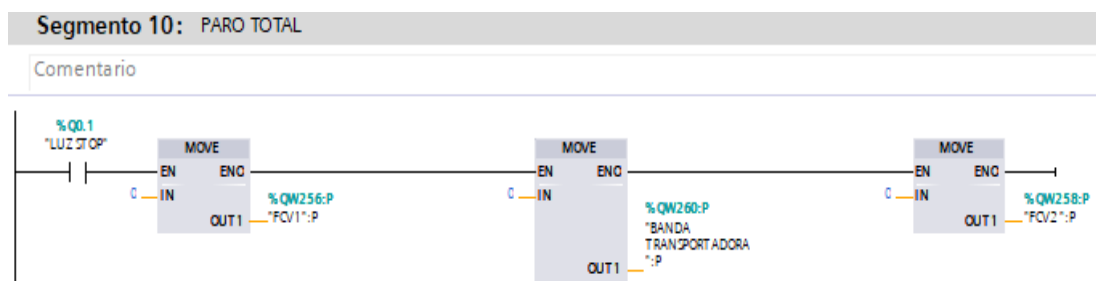 Segmento 10: PARO TOTAL
Comentario
%Q0.1
"LUZ STOP"
MOVE
EN ENO
0 IN
OUT1
%QW256:P
"FCV1":P
MOVE
EN ENO
0 IN
OUT1
%QW260:P
"BANDA
TRANSPORTADORA
":P
MOVE
EN ENO
0 IN
OUT1
%QW258:P
"FCV2":P